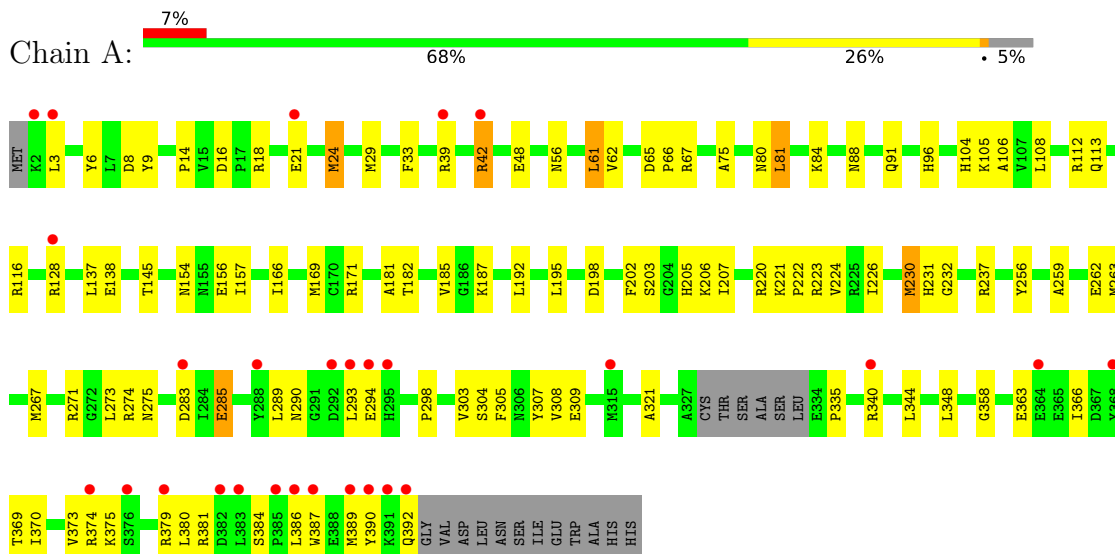 7%
Chain A:
68% 26% • 5%
MET K2 L3 Y6 L7 D8 Y9 P14 V15 D16 P17 R18 E21 M24 M29 F33 R39 R42 E48 N56 L61 V62 D65 P66 R67 A75 N80 L81 K84 N88 Q91 H96 H104 K105 A106 V107 L108 R112 Q113
R116 R128 L137 E138 T145 N154 N155 E156 I157 I166 M169 C170 R171 A181 T182 V185 G186 K187 L192 L195 D198 F202 S203 G204 H205 K206 I207 R220 K221 P222 R223 V224 R225 I226 M230 H231 G232 R237 Y256 A259 E262 M263
M267 R271 G272 L273 R274 N275 D283 I284 E285 Y288 L289 N290 G291 D292 L293 E294 H295 P298 V303 S304 F305 N306 Y307 V308 E309 M315 A321 A327 CYS THR SER ALA SER LEU E334 P335 R340 L344 L348 G358 E363 E364 E365 I366 D367 Y368
T369 I370 V373 R374 K375 S376 R379 L380 R381 D382 L383 S384 P385 L386 W387 E388 M389 Y390 K391 Q392 GLY VAL ASP LEU ASN SER ILE GLU TRP ALA HIS HIS